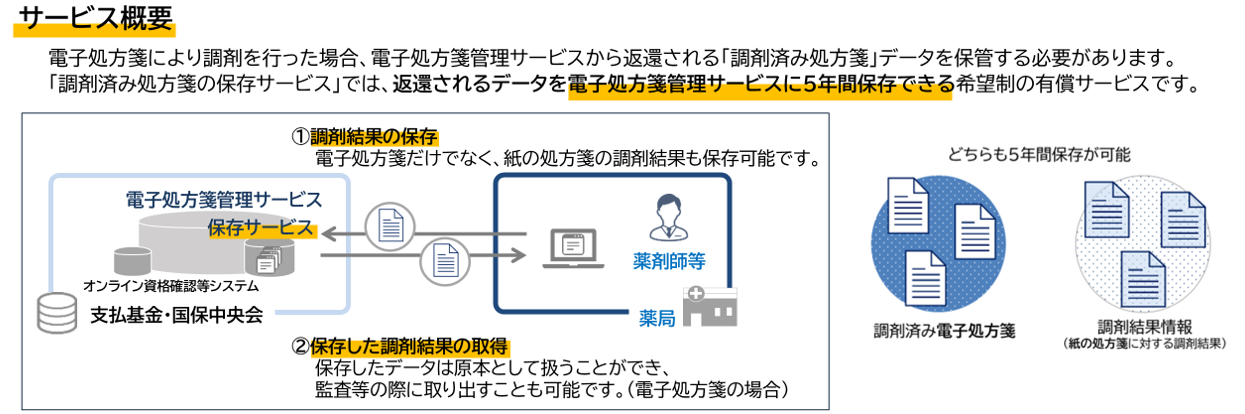 サービス概要
電子処方箋により調剤を行った場合、電子処方箋管理サービスから返還される「調剤済み処方箋」データを保管する必要があります。
「調剤済み処方箋の保存サービス」では、返還されるデータを電子処方箋管理サービスに5年間保存できる希望制の有償サービスです。
①調剤結果の保存
電子処方箋だけでなく、紙の処方箋の調剤結果も保存可能です。
電子処方箋管理サービス
保存サービス
オンライン資格確認等システム
支払基金・国保中央会
薬剤師等
薬局
②保存した調剤結果の取得
保存したデータは原本として扱うことができ、
監査等の際に取り出すことも可能です。(電子処方箋の場合)
どちらも5年間保存が可能
調剤済み電子処方箋
調剤結果情報
(紙の処方箋に対する調剤結果)